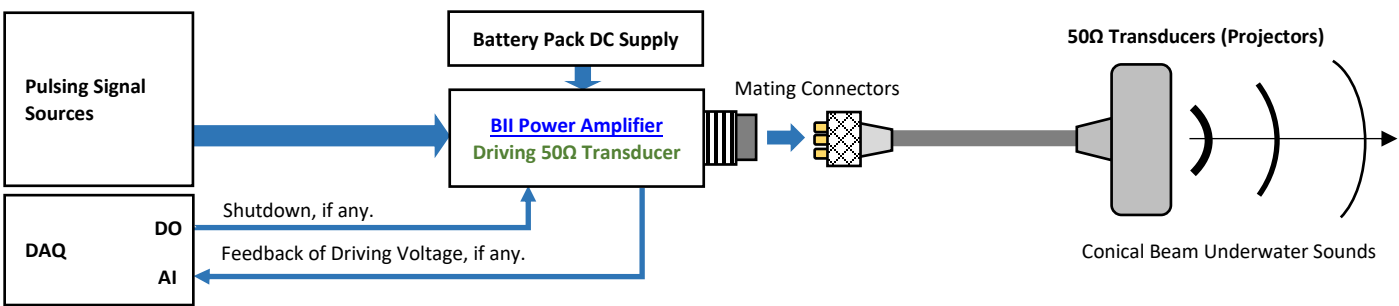 Pulsing Signal
Sources
Battery Pack DC Supply
BII Power Amplifier
Driving 50Ω Transducer
Mating Connectors
50Ω Transducers (Projectors)
Conical Beam Underwater Sounds
DAQ
DO
AI
Shutdown, if any.
Feedback of Driving Voltage, if any.